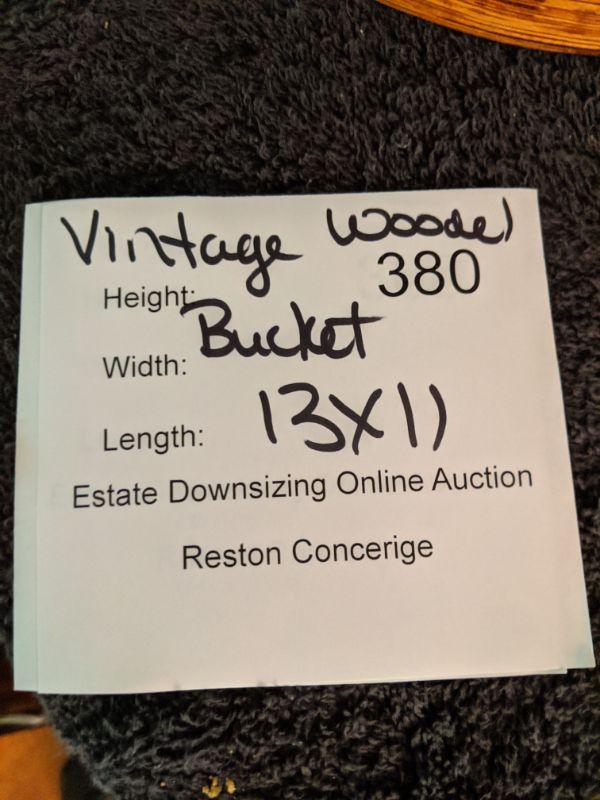 Vintage Wooden
380
Height:
Bucket
Width:
Length: 13x11
Estate Downsizing Online Auction
Reston Concerige